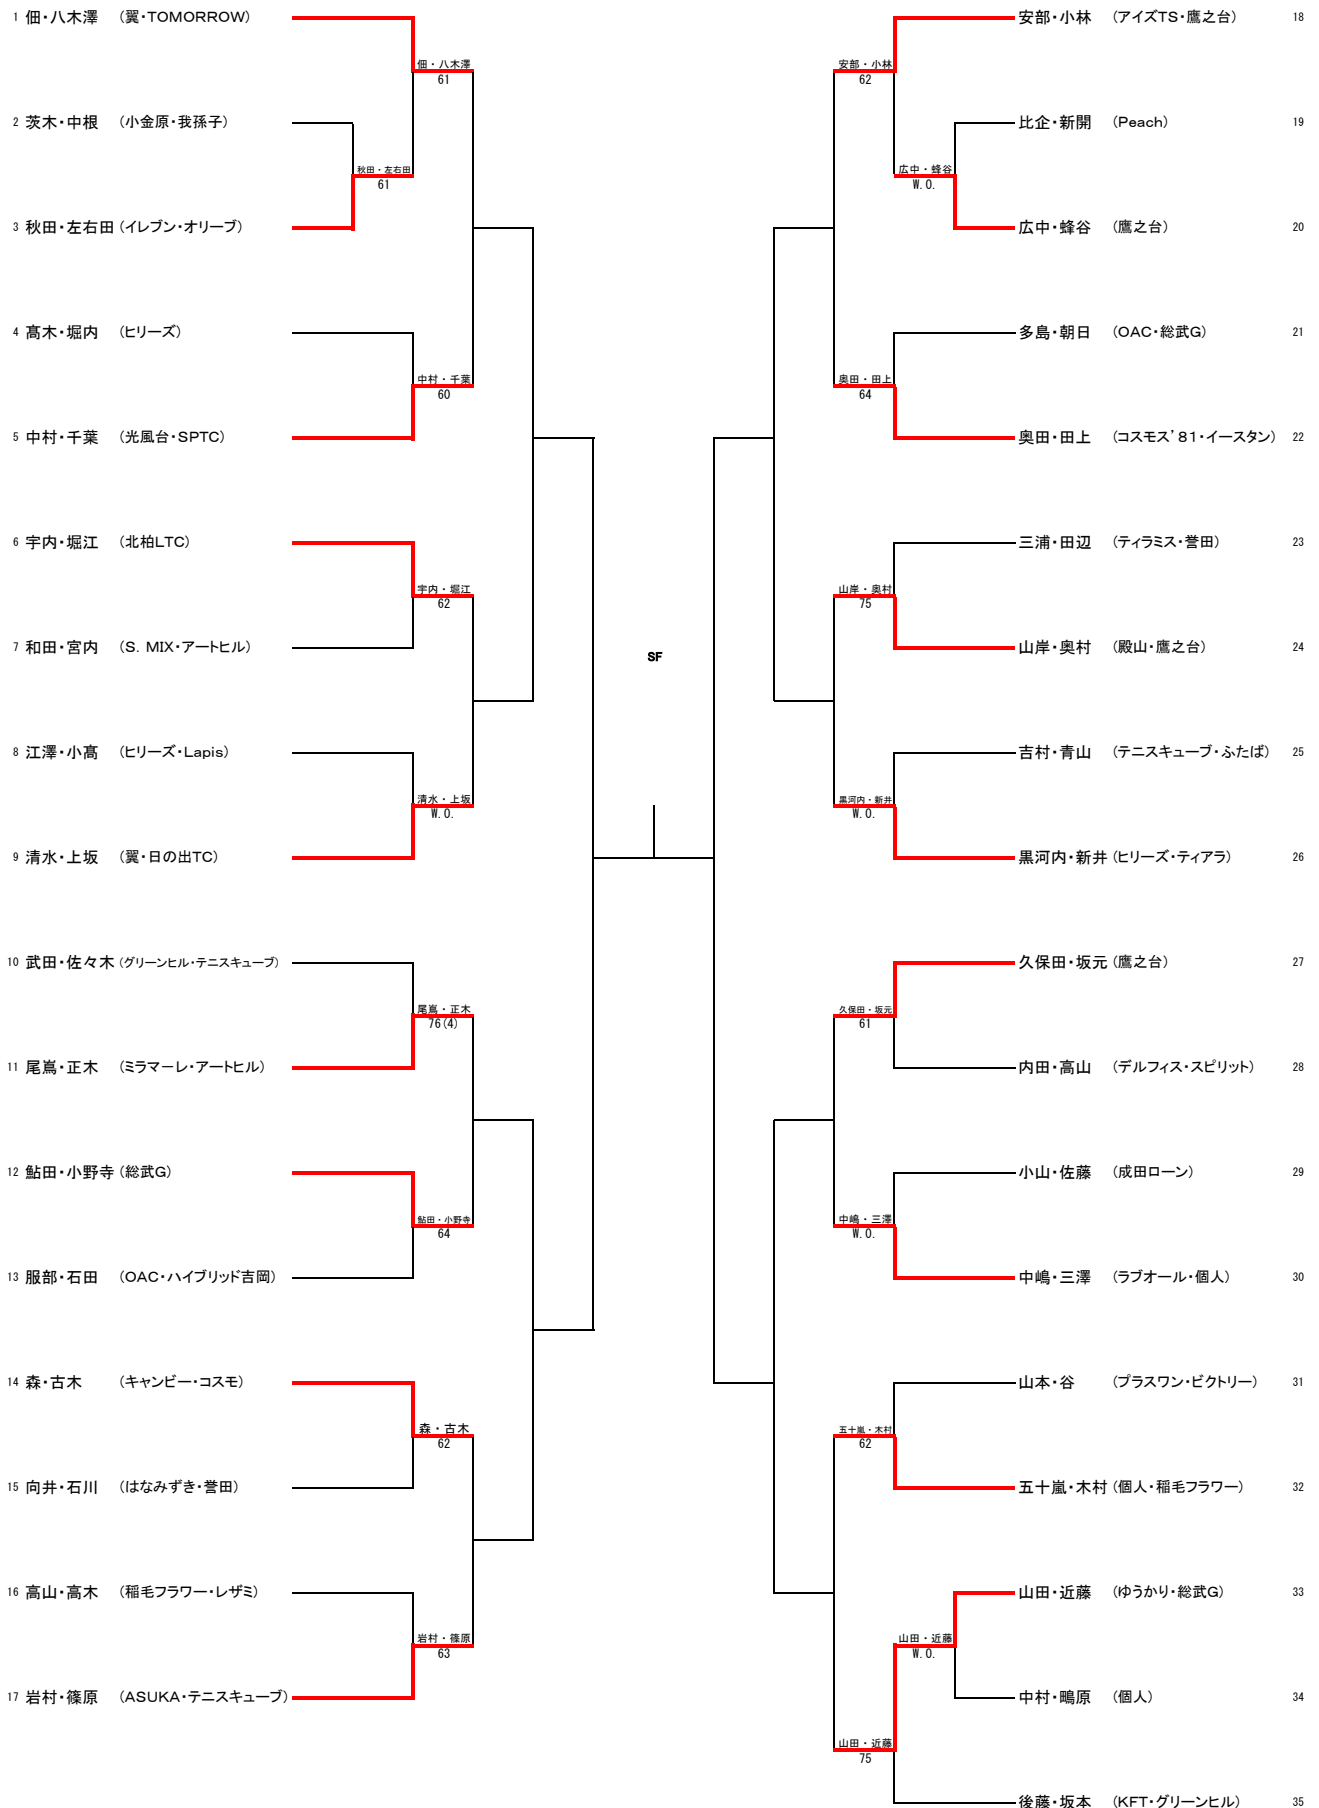 1 佃・八木澤 (翼・TOMORROW)
佃・八木澤
61
2 茨木・中根 (小金原・我孫子)
秋田・左右田
61
3 秋田・左右田 (イレブン・オリーブ)
4 髙木・堀内 (ヒリーズ)
中村・千葉
60
5 中村・千葉 (光風台・SPTC)
6 宇内・堀江 (北柏LTC)
宇内・堀江
62
7 和田・宮内 (S.MIX・アートヒル)
8 江澤・小髙 (ヒリーズ・Lapis)
清水・上坂
W.O.
9 清水・上坂 (翼・日の出TC)
10 武田・佐々木 (グリーンヒル・テニスキューブ)
尾嶌・正木
76(4)
11 尾嶌・正木 (ミラマーレ・アートヒル)
12 鮎田・小野寺 (総武G)
鮎田・小野寺
64
13 服部・石田 (OAC・ハイブリッド吉岡)
14 森・古木 (キャンビー・コスモ)
森・古木
62
15 向井・石川 (はなみずき・誉田)
16 高山・高木 (稲毛フラワー・レザミ)
岩村・篠原
63
17 岩村・篠原 (ASUKA・テニスキューブ)
SF
安部・小林 (アイズTS・鷹之台) 18
安部・小林
62
比企・新開 (Peach) 19
広中・蜂谷
W.O.
広中・蜂谷 (鷹之台) 20
多島・朝日 (OAC・総武G) 21
奥田・田上
64
奥田・田上 (コスモス'81・イースタン) 22
三浦・田辺 (ティラミス・誉田) 23
山岸・奥村
75
山岸・奥村 (殿山・鷹之台) 24
吉村・青山 (テニスキューブ・ふたば) 25
黒河内・新井
W.O.
黒河内・新井 (ヒリーズ・ティアラ) 26
久保田・坂元 (鷹之台) 27
久保田・坂元
61
内田・高山 (デルフィス・スピリット) 28
小山・佐藤 (成田ローン) 29
中嶋・三澤
W.O.
中嶋・三澤 (ラブオール・個人) 30
山本・谷 (プラスワン・ビクトリー) 31
五十嵐・木村
62
五十嵐・木村 (個人・稲毛フラワー) 32
山田・近藤 (ゆうかり・総武G) 33
山田・近藤
W.O.
中村・鴫原 (個人) 34
山田・近藤
75
後藤・坂本 (KFT・グリーンヒル) 35